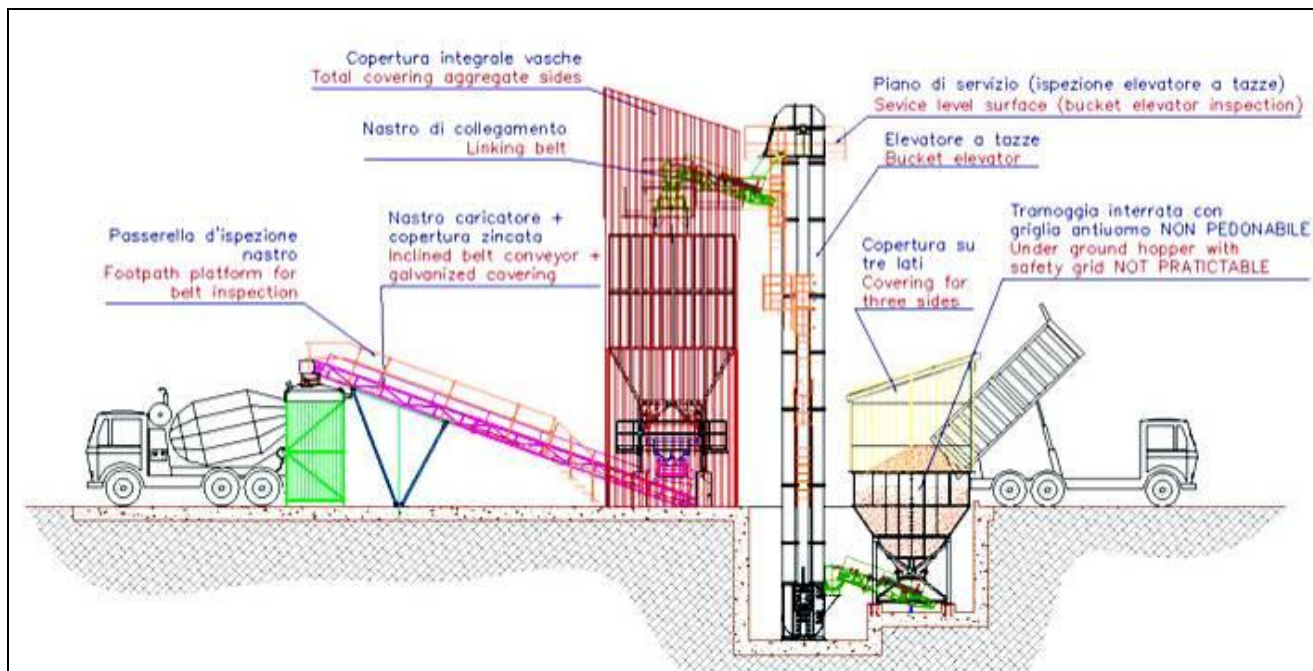 Copertura integrale vasche
Total covering aggregate sides
Nastro di collegamento
Linking belt
Passerella d'ispezione
nastro
Footpath platform for
belt inspection
Nastro caricatore +
copertura zincata
Inclined belt conveyor +
galvanized covering
Piano di servizio (ispezione elevatore a tazze)
Sevice level surface (bucket elevator inspection)
Elevatore a tazze
Bucket elevator
Copertura su
tre lati
Covering for
three sides
Tramoggia interrata con
griglia antiuomo NON PEDONABILE
Under ground hopper with
safety grid NOT PRATICTABLE